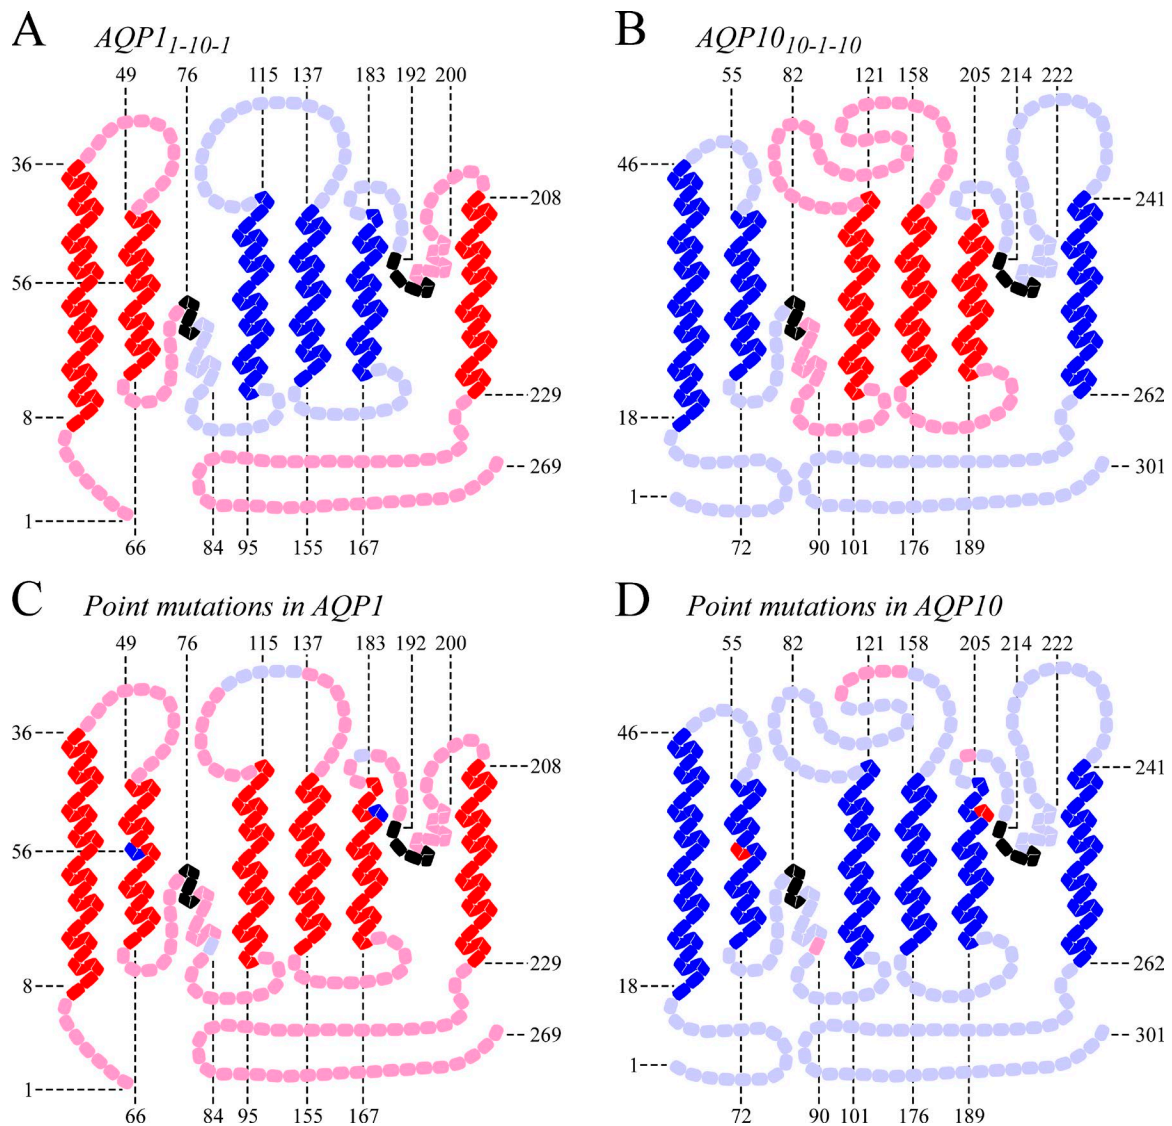 A
AQP1 1-10-1
49 76 115 137 183 192 200
36
208
56
8
229
269
1
66 84 95 155 167
B
AQP10 10-1-10
55 82 121 158 205 214 222
46
241
18
262
301
1
72 90 101 176 189
C
Point mutations in AQP1
49 76 115 137 183 192 200
36
208
56
8
229
269
1
66 84 95 155 167
D
Point mutations in AQP10
55 82 121 158 205 214 222
46
241
18
262
301
1
72 90 101 176 189